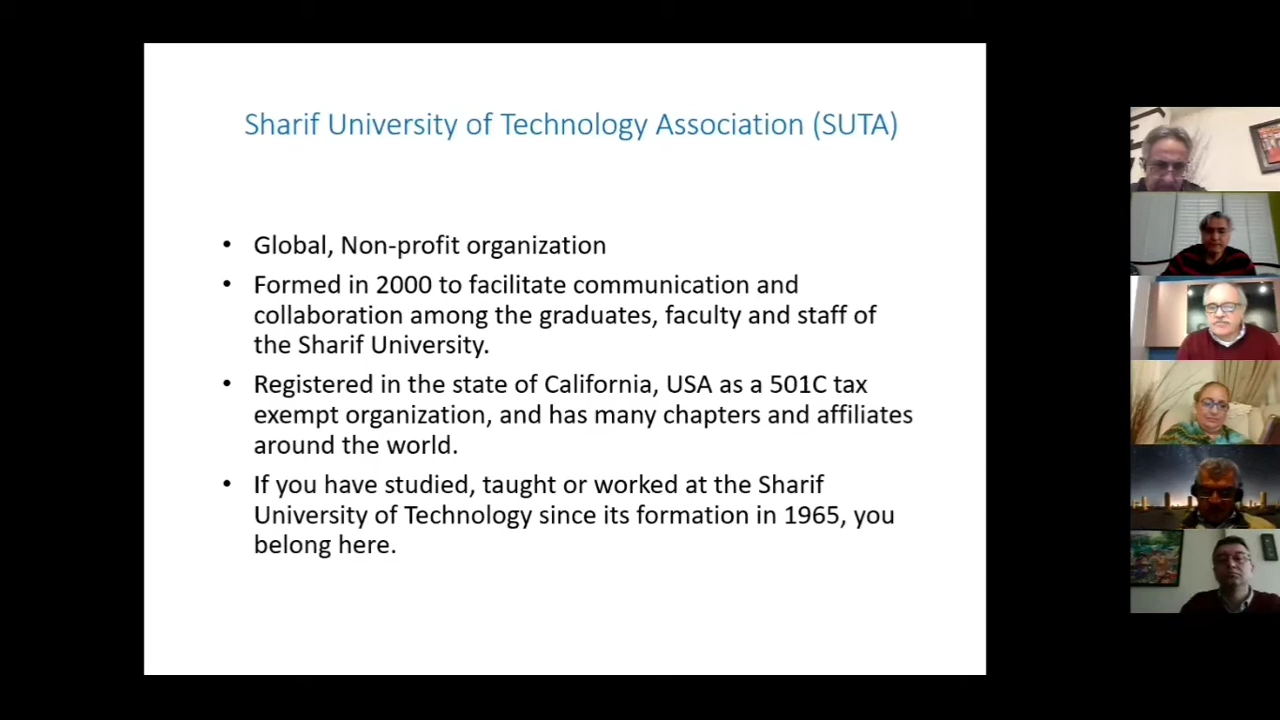 Sharif University of Technology Association (SUTA)
• Global, Non-profit organization
• Formed in 2000 to facilitate communication and
collaboration among the graduates, faculty and staff of
the Sharif University.
• Registered in the state of California, USA as a 501C tax
exempt organization, and has many chapters and affiliates
around the world.
• If you have studied, taught or worked at the Sharif
University of Technology since its formation in 1965, you
belong here.